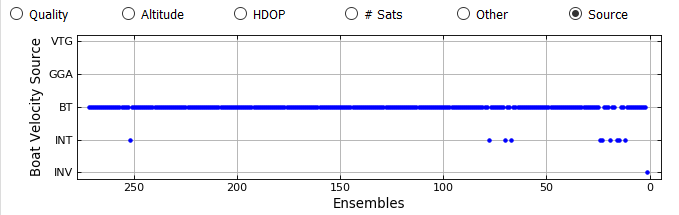 Quality Altitude HDOP # Sats Other Source
VTG
GGA
BT
INT
INV
Boat Velocity Source
250 200 150 100 50 0
Ensembles